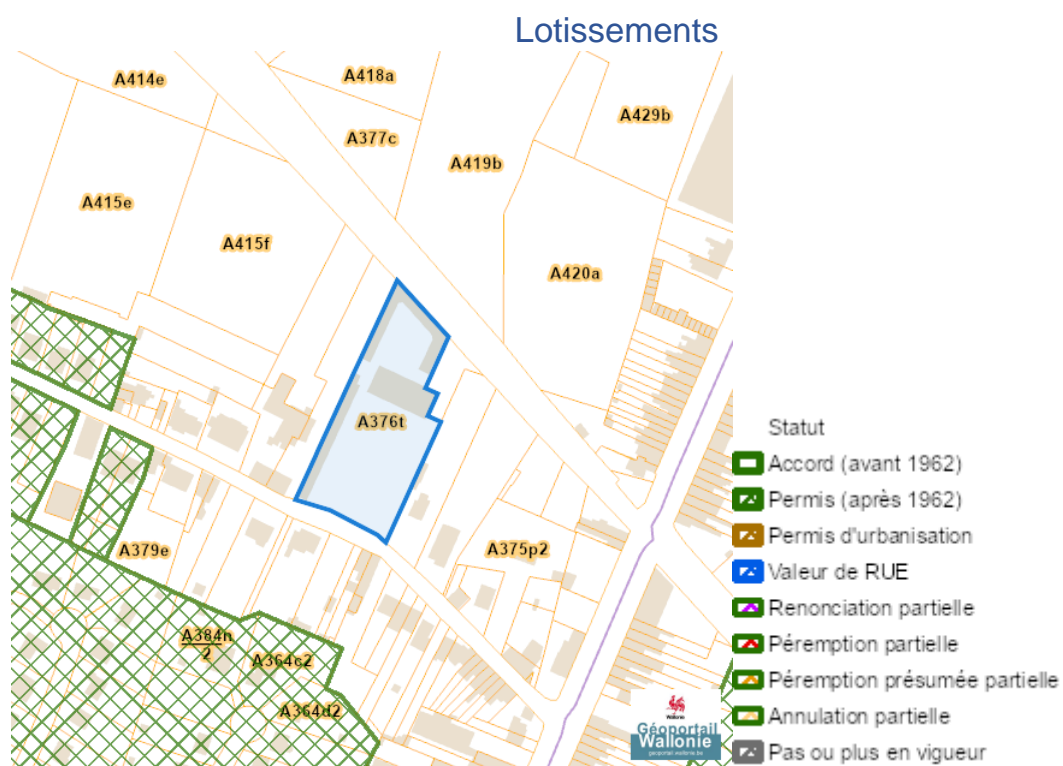 Lotissements
A414e
A418a
A429b
A377c
A419b
A415e
A415f
A420a
A376t
A375p2
A379e
A384n
2
A364c2
A364d2
Wallonie
Géoportail
Wallonie
geoportail.wallonie.be
Statut
Accord (avant 1962)
Permis (après 1962)
Permis d'urbanisation
Valeur de RUE
Renonciation partielle
Péremption partielle
Péremption présumée partielle
Annulation partielle
Pas ou plus en vigueur